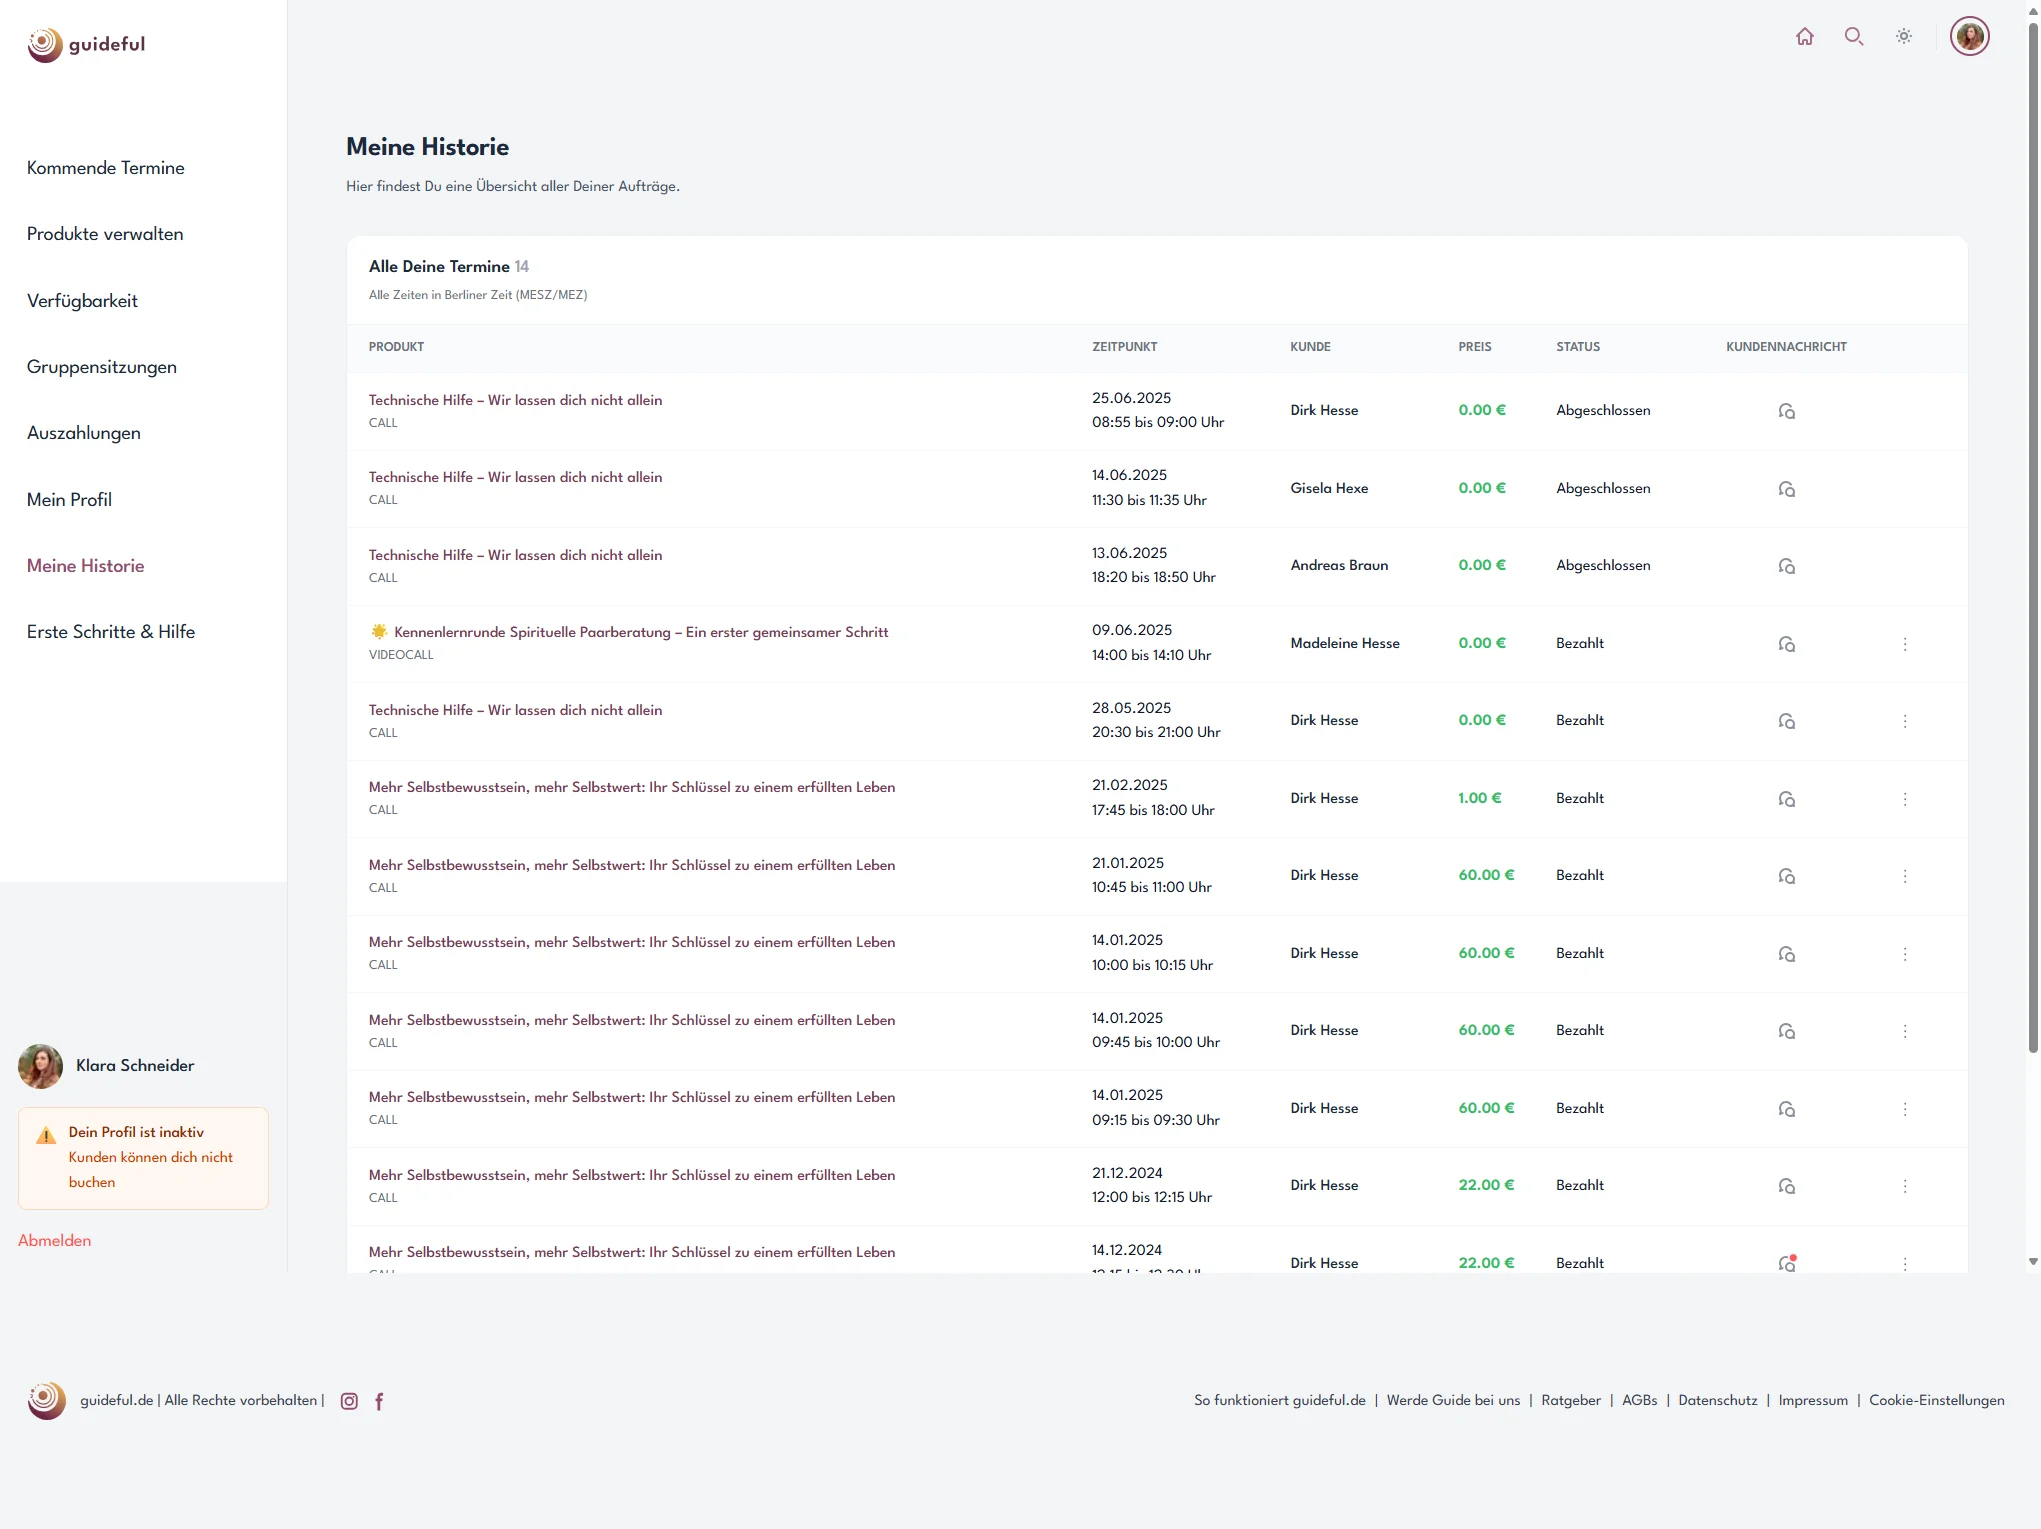 guideful
Kommende Termine
Produkte verwalten
Verfügbarkeit
Gruppensitzungen
Auszahlungen
Mein Profil
Meine Historie
Erste Schritte & Hilfe
Klara Schneider
Dein Profil ist inaktiv
Kunden können dich nicht
buchen
Abmelden
Meine Historie
Hier findest Du eine Übersicht aller Deiner Aufträge.
Alle Deine Termine 14
Alle Zeiten in Berliner Zeit (MESZ/MEZ)
PRODUKT ZEITPUNKT KUNDE PREIS STATUS KUNDENNACHRICHT
Technische Hilfe – Wir lassen dich nicht allein
CALL
25.06.2025
08:55 bis 09:00 Uhr
Dirk Hesse 0.00 € Abgeschlossen
Technische Hilfe – Wir lassen dich nicht allein
CALL
14.06.2025
11:30 bis 11:35 Uhr
Gisela Hexe 0.00 € Abgeschlossen
Technische Hilfe – Wir lassen dich nicht allein
CALL
13.06.2025
18:20 bis 18:50 Uhr
Andreas Braun 0.00 € Abgeschlossen
Kennenlernrunde Spirituelle Paarberatung – Ein erster gemeinsamer Schritt
VIDEOCALL
09.06.2025
14:00 bis 14:10 Uhr
Madeleine Hesse 0.00 € Bezahlt
Technische Hilfe – Wir lassen dich nicht allein
CALL
28.05.2025
20:30 bis 21:00 Uhr
Dirk Hesse 0.00 € Bezahlt
Mehr Selbstbewusstsein, mehr Selbstwert: Ihr Schlüssel zu einem erfüllten Leben
CALL
21.02.2025
17:45 bis 18:00 Uhr
Dirk Hesse 1.00 € Bezahlt
Mehr Selbstbewusstsein, mehr Selbstwert: Ihr Schlüssel zu einem erfüllten Leben
CALL
21.01.2025
10:45 bis 11:00 Uhr
Dirk Hesse 60.00 € Bezahlt
Mehr Selbstbewusstsein, mehr Selbstwert: Ihr Schlüssel zu einem erfüllten Leben
CALL
14.01.2025
10:00 bis 10:15 Uhr
Dirk Hesse 60.00 € Bezahlt
Mehr Selbstbewusstsein, mehr Selbstwert: Ihr Schlüssel zu einem erfüllten Leben
CALL
14.01.2025
09:45 bis 10:00 Uhr
Dirk Hesse 60.00 € Bezahlt
Mehr Selbstbewusstsein, mehr Selbstwert: Ihr Schlüssel zu einem erfüllten Leben
CALL
14.01.2025
09:15 bis 09:30 Uhr
Dirk Hesse 60.00 € Bezahlt
Mehr Selbstbewusstsein, mehr Selbstwert: Ihr Schlüssel zu einem erfüllten Leben
CALL
21.12.2024
12:00 bis 12:15 Uhr
Dirk Hesse 22.00 € Bezahlt
Mehr Selbstbewusstsein, mehr Selbstwert: Ihr Schlüssel zu einem erfüllten Leben
14.12.2024
Dirk Hesse 22.00 € Bezahlt
guideful.de | Alle Rechte vorbehalten |
So funktioniert guideful.de | Werde Guide bei uns | Ratgeber | AGBs | Datenschutz | Impressum | Cookie-Einstellungen